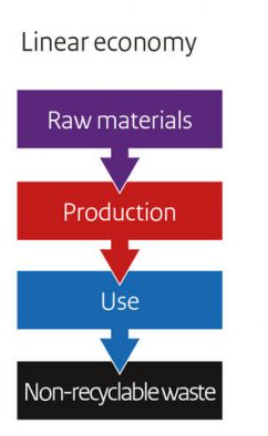 Linear economy
Raw materials
Production
Use
Non-recyclable waste